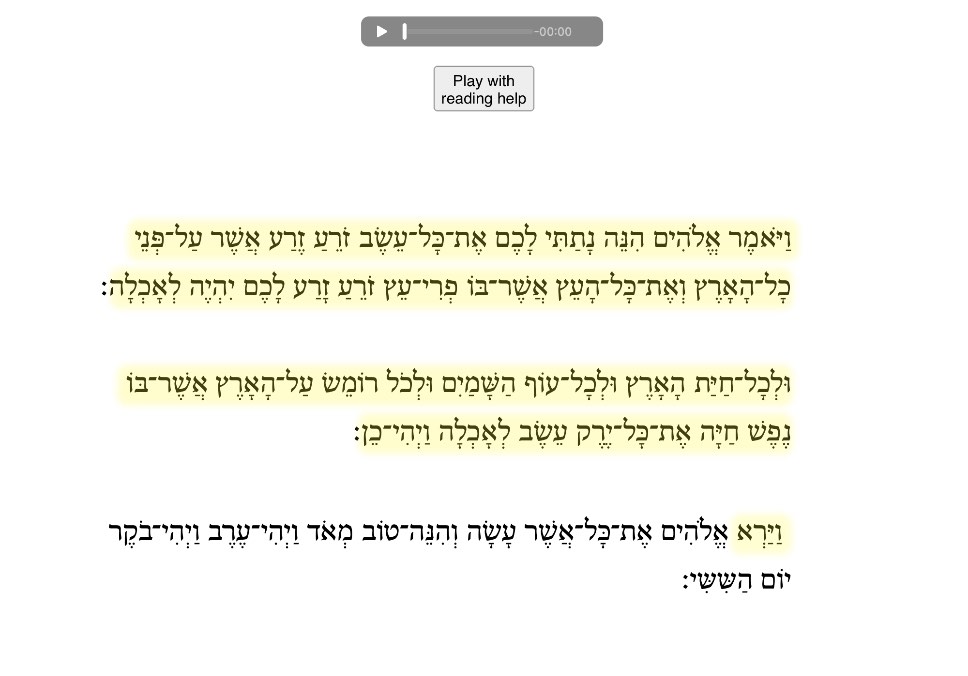 -00:00
Play with
reading help
וַיֹּאמֶר אֱלֹהִים הִנֵּה נָתַתִּי לָכֶם אֶת־כׇּל־עֵשֶׂב זֹרֵעַ זֶרַע אֲשֶׁר עַל־פְּנֵי
כׇל־הָאָרֶץ וְאֶת־כׇּל־הָעֵץ אֲשֶׁר־בּוֹ פְרִי־עֵץ זֹרֵעַ זָרַע לָכֶם יִהְיֶה לְאׇכְלָה׃
וּלְכׇל־חַיַּת הָאָרֶץ וּלְכׇל־עוֹף הַשָּׁמַיִם וּלְכֹל רוֹמֵשׂ עַל־הָאָרֶץ אֲשֶׁר־בּוֹ
נֶפֶשׁ חַיָּה אֶת־כׇּל־יֶרֶק עֵשֶׂב לְאׇכְלָה וַיְהִי־כֵן׃
וַיַּרְא אֱלֹהִים אֶת־כׇּל־אֲשֶׁר עָשָׂה וְהִנֵּה־טוֹב מְאֹד וַיְהִי־עֶרֶב וַיְהִי־בֹקֶר
יוֹם הַשִּׁשִּׁי׃